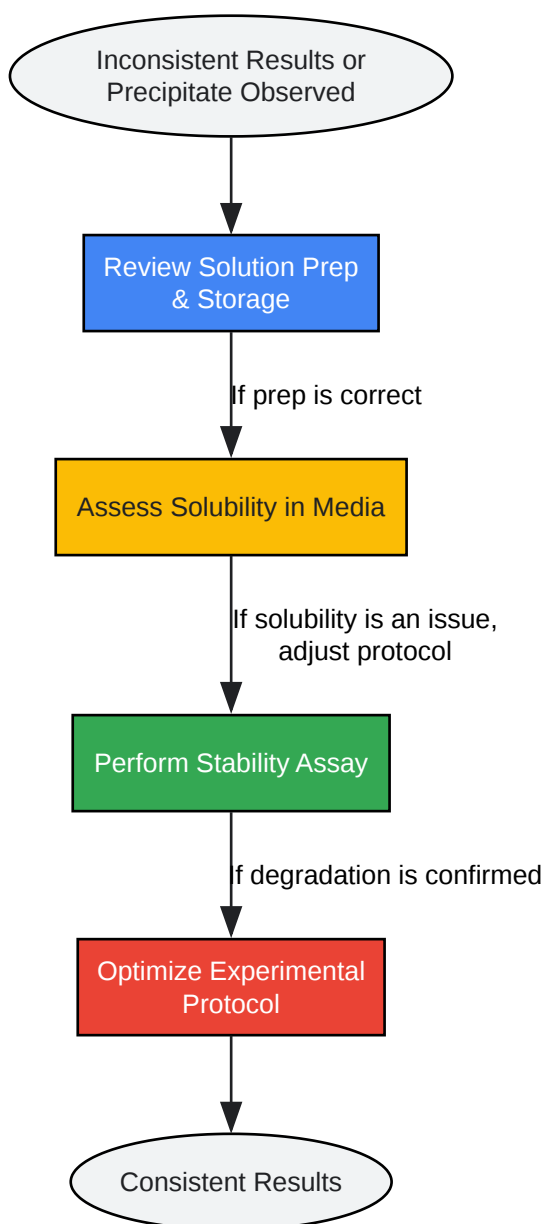 Inconsistent Results or
Precipitate Observed
Review Solution Prep
& Storage
If prep is correct
Assess Solubility in Media
If solubility is an issue,
adjust protocol
Perform Stability Assay
If degradation is confirmed
Optimize Experimental
Protocol
Consistent Results